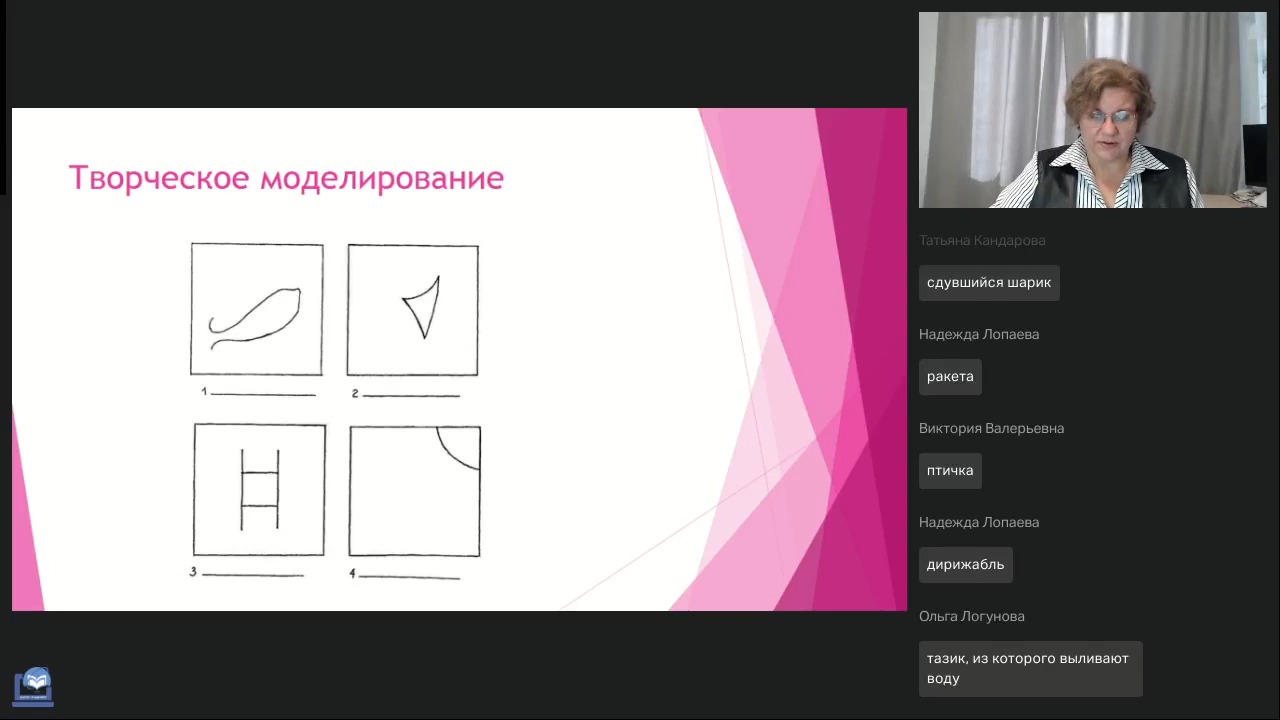 Творческое моделирование
1
2
3
4
Татьяна Кандарова
сдувшийся шарик
Надежда Лопаева
ракета
Виктория Валерьевна
птичка
Надежда Лопаева
дирижабль
Ольга Логунова
тазик, из которого выливают
воду